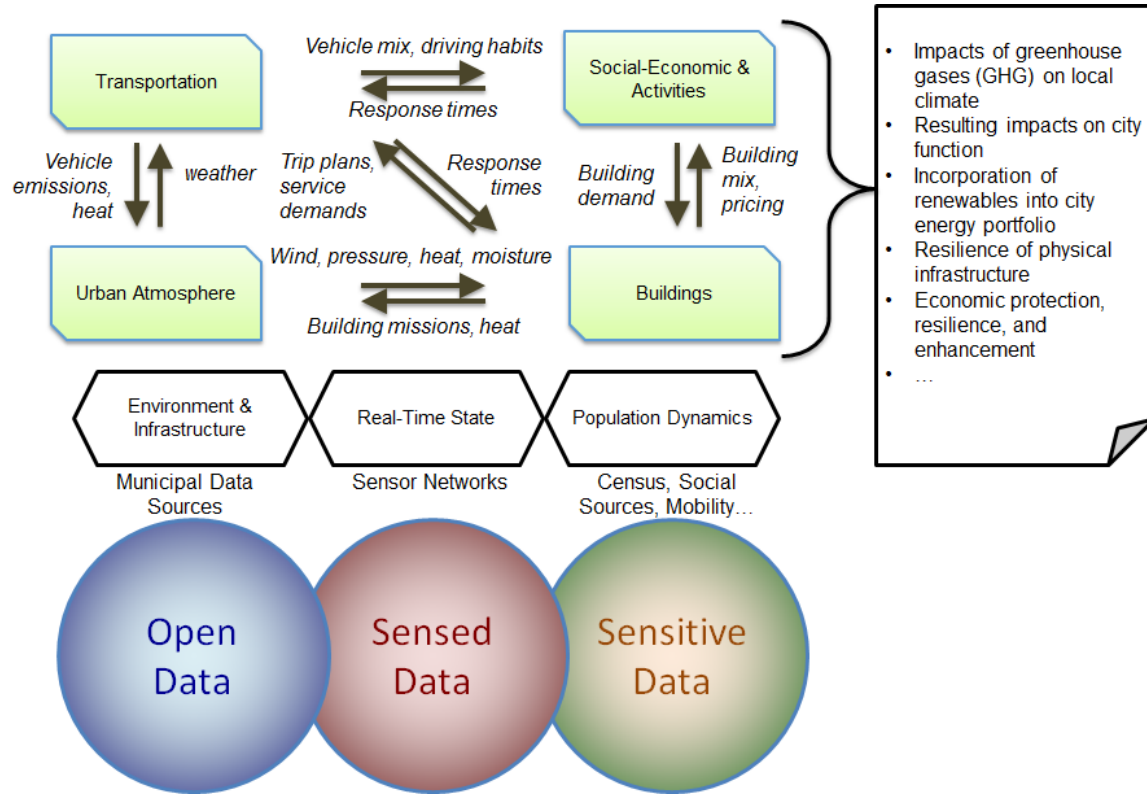 Transportation
Vehicle mix, driving habits
Response times
Social-Economic &
Activities
Vehicle
emissions,
heat
weather
Trip plans,
service
demands
Response
times
Building
demand
Building
mix,
pricing
Urban Atmosphere
Wind, pressure, heat, moisture
Building missions, heat
Buildings
• Impacts of greenhouse
gases (GHG) on local
climate
• Resulting impacts on city
function
• Incorporation of
renewables into city
energy portfolio
• Resilience of physical
infrastructure
• Economic protection,
resilience, and
enhancement
• …
Environment &
Infrastructure
Real-Time State
Population Dynamics
Municipal Data
Sources
Sensor Networks
Census, Social
Sources, Mobility…
Open
Data
Sensed
Data
Sensitive
Data